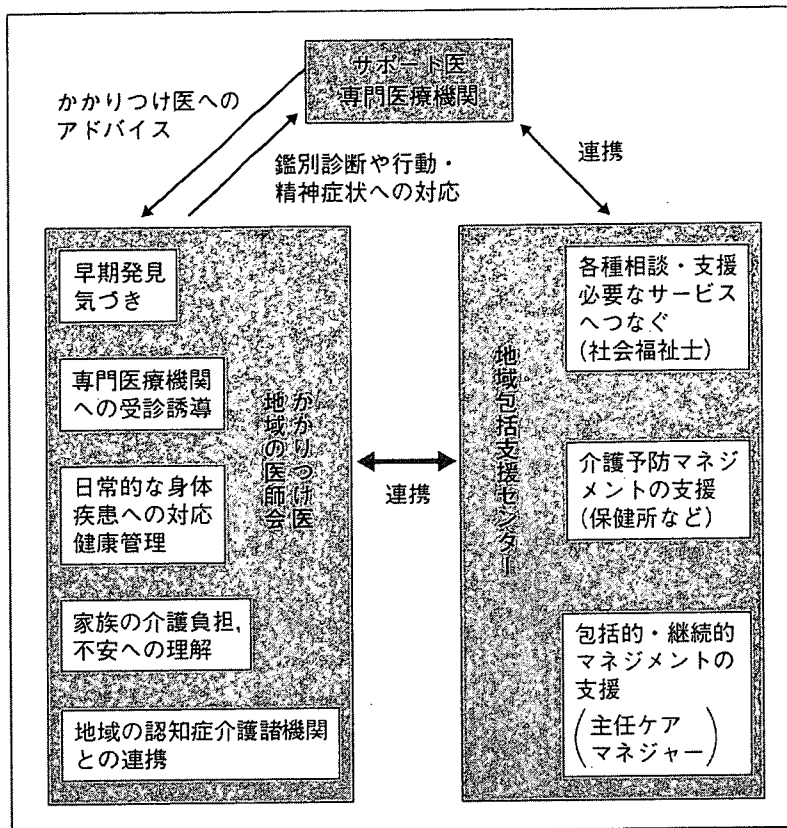 サポート医
専門医療機関
かかりつけ医への
アドバイス
鑑別診断や行動・
精神症状への対応
連携
早期発見
気づき
専門医療機関
への受診誘導
日常的な身体
疾患への対応
健康管理
家族の介護負担,
不安への理解
地域の認知症介護諸機関
との連携
かかりつけ医
地域の医師会
連携
地域包括支援センター
各種相談・支援
必要なサービス
へつなぐ
(社会福祉士)
介護予防マネジ
メントの支援
(保健所など)
包括的・継続的
マネジメントの
支援
(主任ケア
マネジャー)